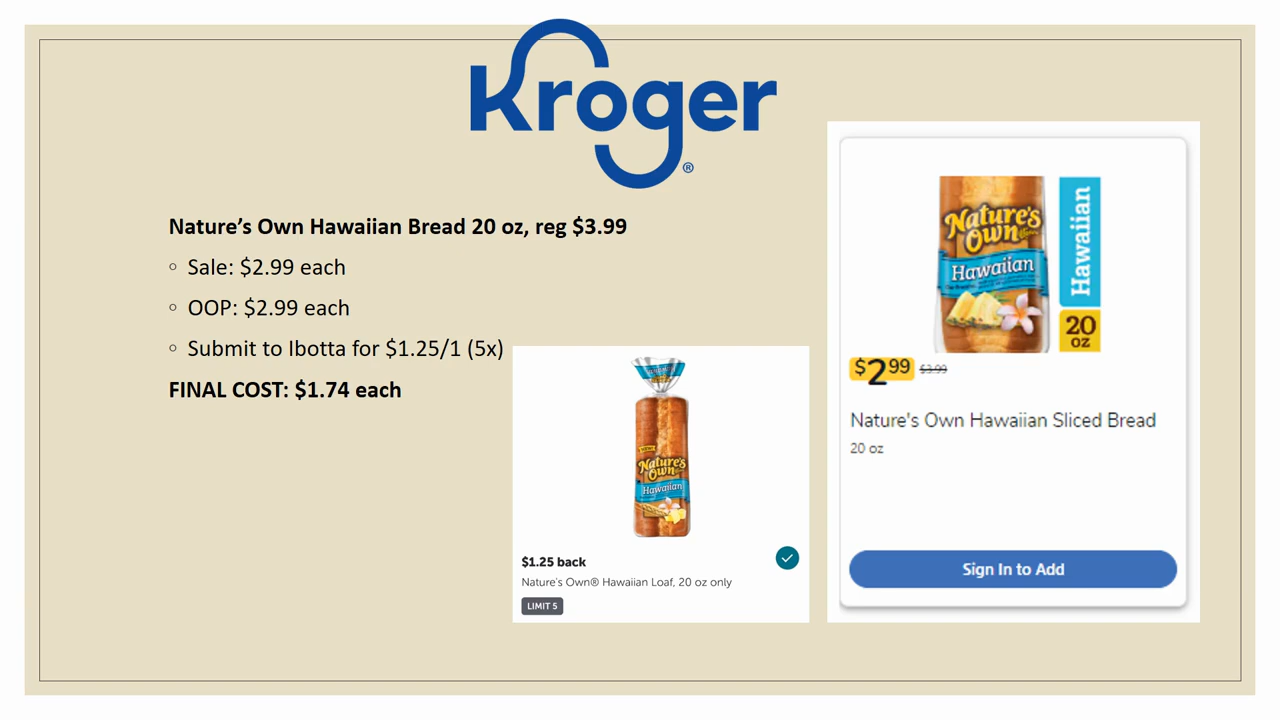 Kroger®
Nature’s Own Hawaiian Bread 20 oz, reg $3.99
◦ Sale: $2.99 each
◦ OOP: $2.99 each
◦ Submit to Ibotta for $1.25/1 (5x)
FINAL COST: $1.74 each
Hawaiian
Nature's
Own
Hawaiian
$1.25 back
Nature's Own® Hawaiian Loaf, 20 oz only
LIMIT 5
Nature's
Own
Hawaiian
Hawaiian
20
OZ
$2.99 $3.99
Nature's Own Hawaiian Sliced Bread
20 oz
Sign In to Add